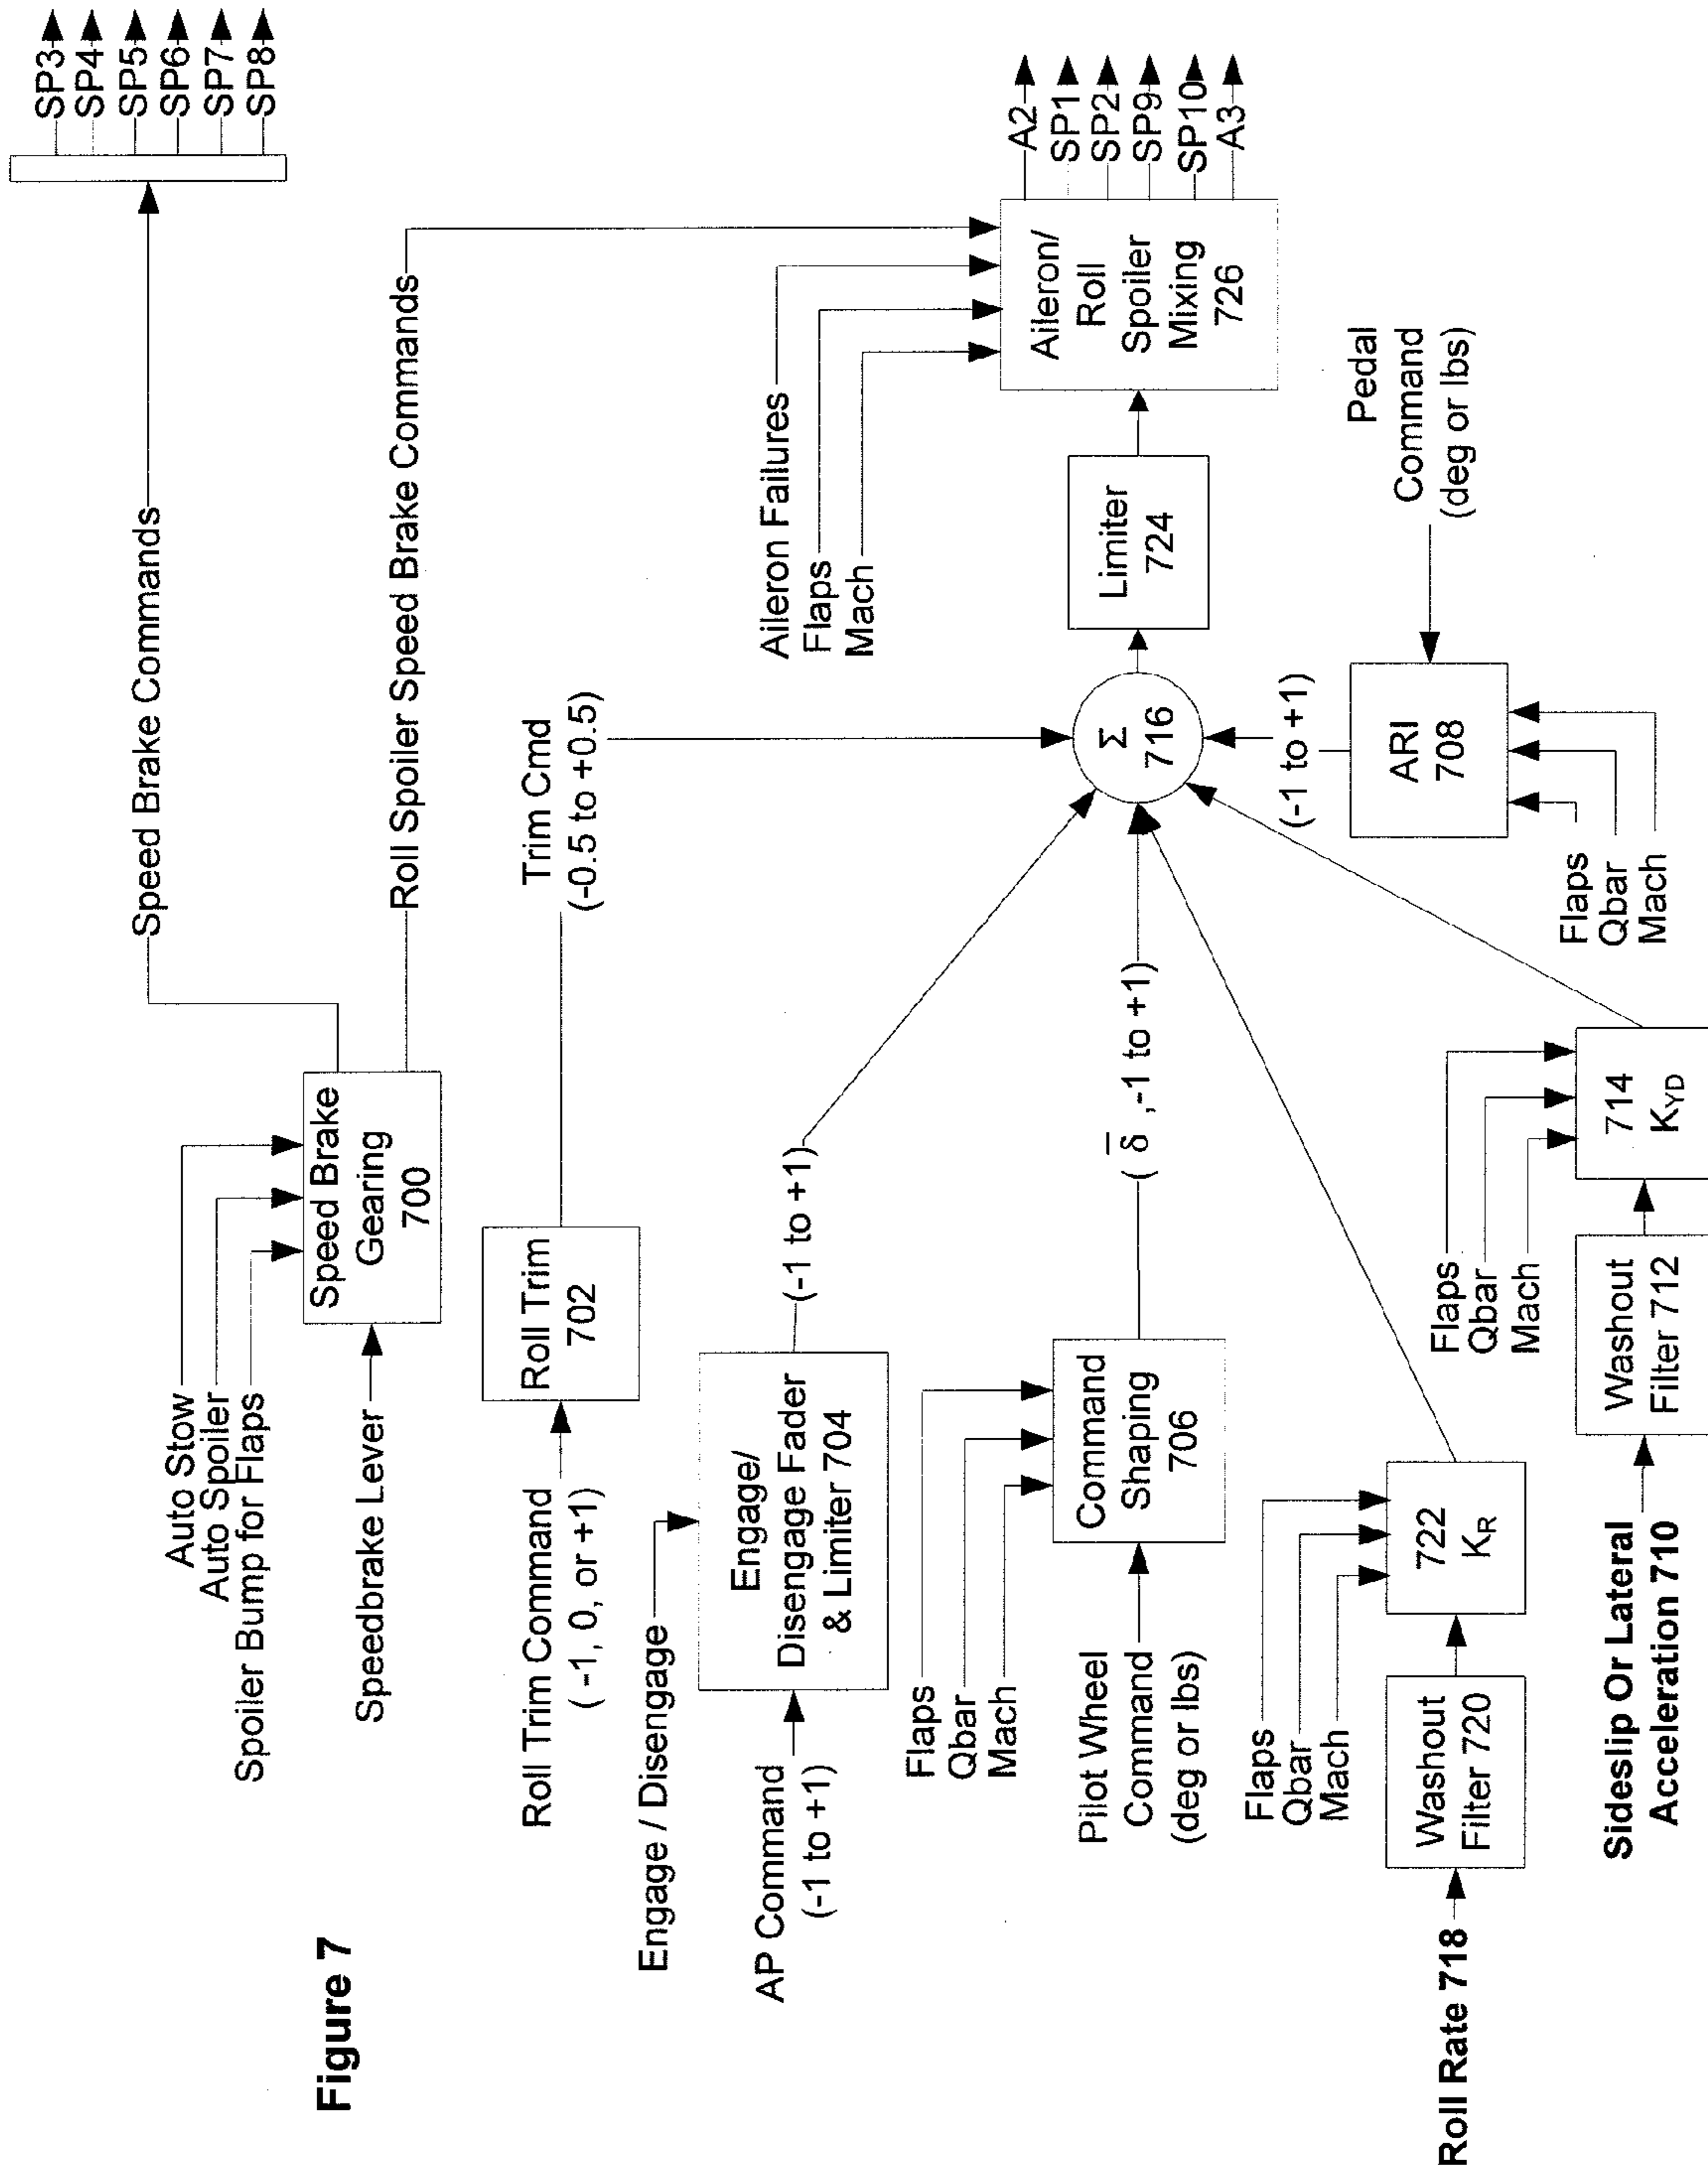 Figure 7
Auto Stow
Auto Spoiler
Spoiler Bump for Flaps
Speedbrake Lever
Speed Brake
Gearing
700
Speed Brake Commands
SP3
SP4
SP5
SP6
SP7
SP8
Roll Spoiler Speed Brake Commands
Roll Trim Command
(-1, 0, or +1)
Roll Trim
702
Trim Cmd
(-0.5 to +0.5)
Engage / Disengage
AP Command
(-1 to +1)
Engage/
Disengage Fader
& Limiter 704
(-1 to +1)
Flaps
Qbar
Mach
Pilot Wheel
Command
(deg or lbs)
Command
Shaping
706
( δ̅ ,-1 to +1)
Σ
716
Limiter
724
Aileron Failures
Flaps
Mach
Aileron/
Roll
Spoiler
Mixing
726
A2
SP1
SP2
SP9
SP10
A3
Flaps
Qbar
Mach
Roll Rate 718
Washout
Filter 720
722
KR
Flaps
Qbar
Mach
Sideslip Or Lateral
Acceleration 710
Washout
Filter 712
714
KYD
(-1 to +1)
ARI
708
Flaps
Qbar
Mach
Pedal
Command
(deg or lbs)